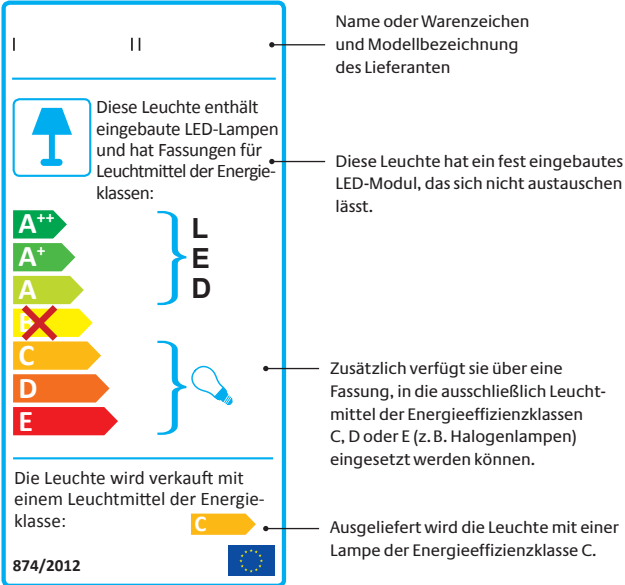 I
II
Name oder Warenzeichen
und Modellbezeichnung
des Lieferanten
Diese Leuchte enthält
eingebaute LED-Lampen
und hat Fassungen für
Leuchtmittel der Energie-
klassen:
Diese Leuchte hat ein fest eingebautes
LED-Modul, das sich nicht austauschen
lässt.
A++
A+
A
B
C
D
E
L
E
D
Zusätzlich verfügt sie über eine
Fassung, in die ausschließlich Leucht-
mittel der Energieeffizienzklassen
C, D oder E (z. B. Halogenlampen)
eingesetzt werden können.
Die Leuchte wird verkauft mit
einem Leuchtmittel der Energie-
klasse:
C
Ausgeliefert wird die Leuchte mit einer
Lampe der Energieeffizienzklasse C.
874/2012